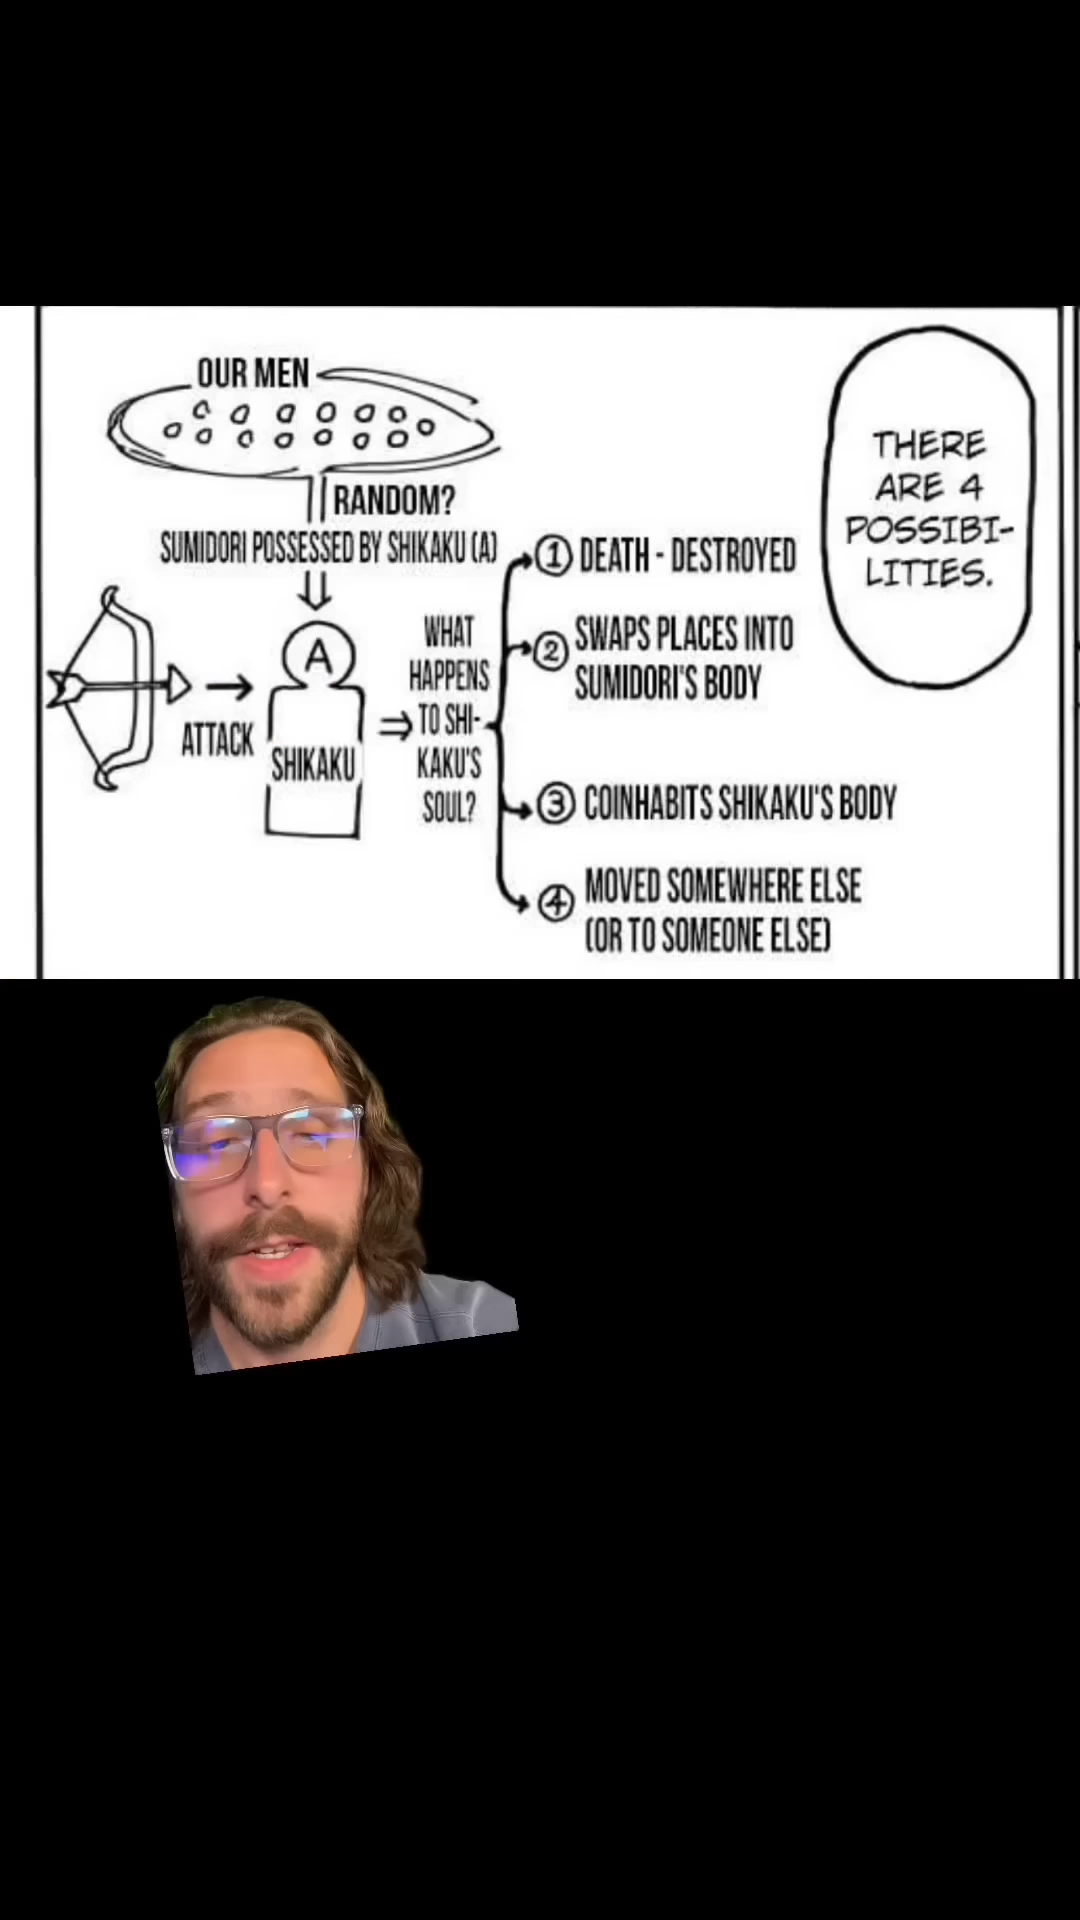 OUR MEN
RANDOM?
SUMIDORI POSSESSED BY SHIKAKU (A)
A
ATTACK
SHIKAKU
WHAT
HAPPENS
TO SHI-
KAKU'S
SOUL?
① DEATH - DESTROYED
② SWAPS PLACES INTO
SUMIDORI'S BODY
③ COINHABITS SHIKAKU'S BODY
④ MOVED SOMEWHERE ELSE
(OR TO SOMEONE ELSE)
THERE
ARE 4
POSSIBI-
LITIES.